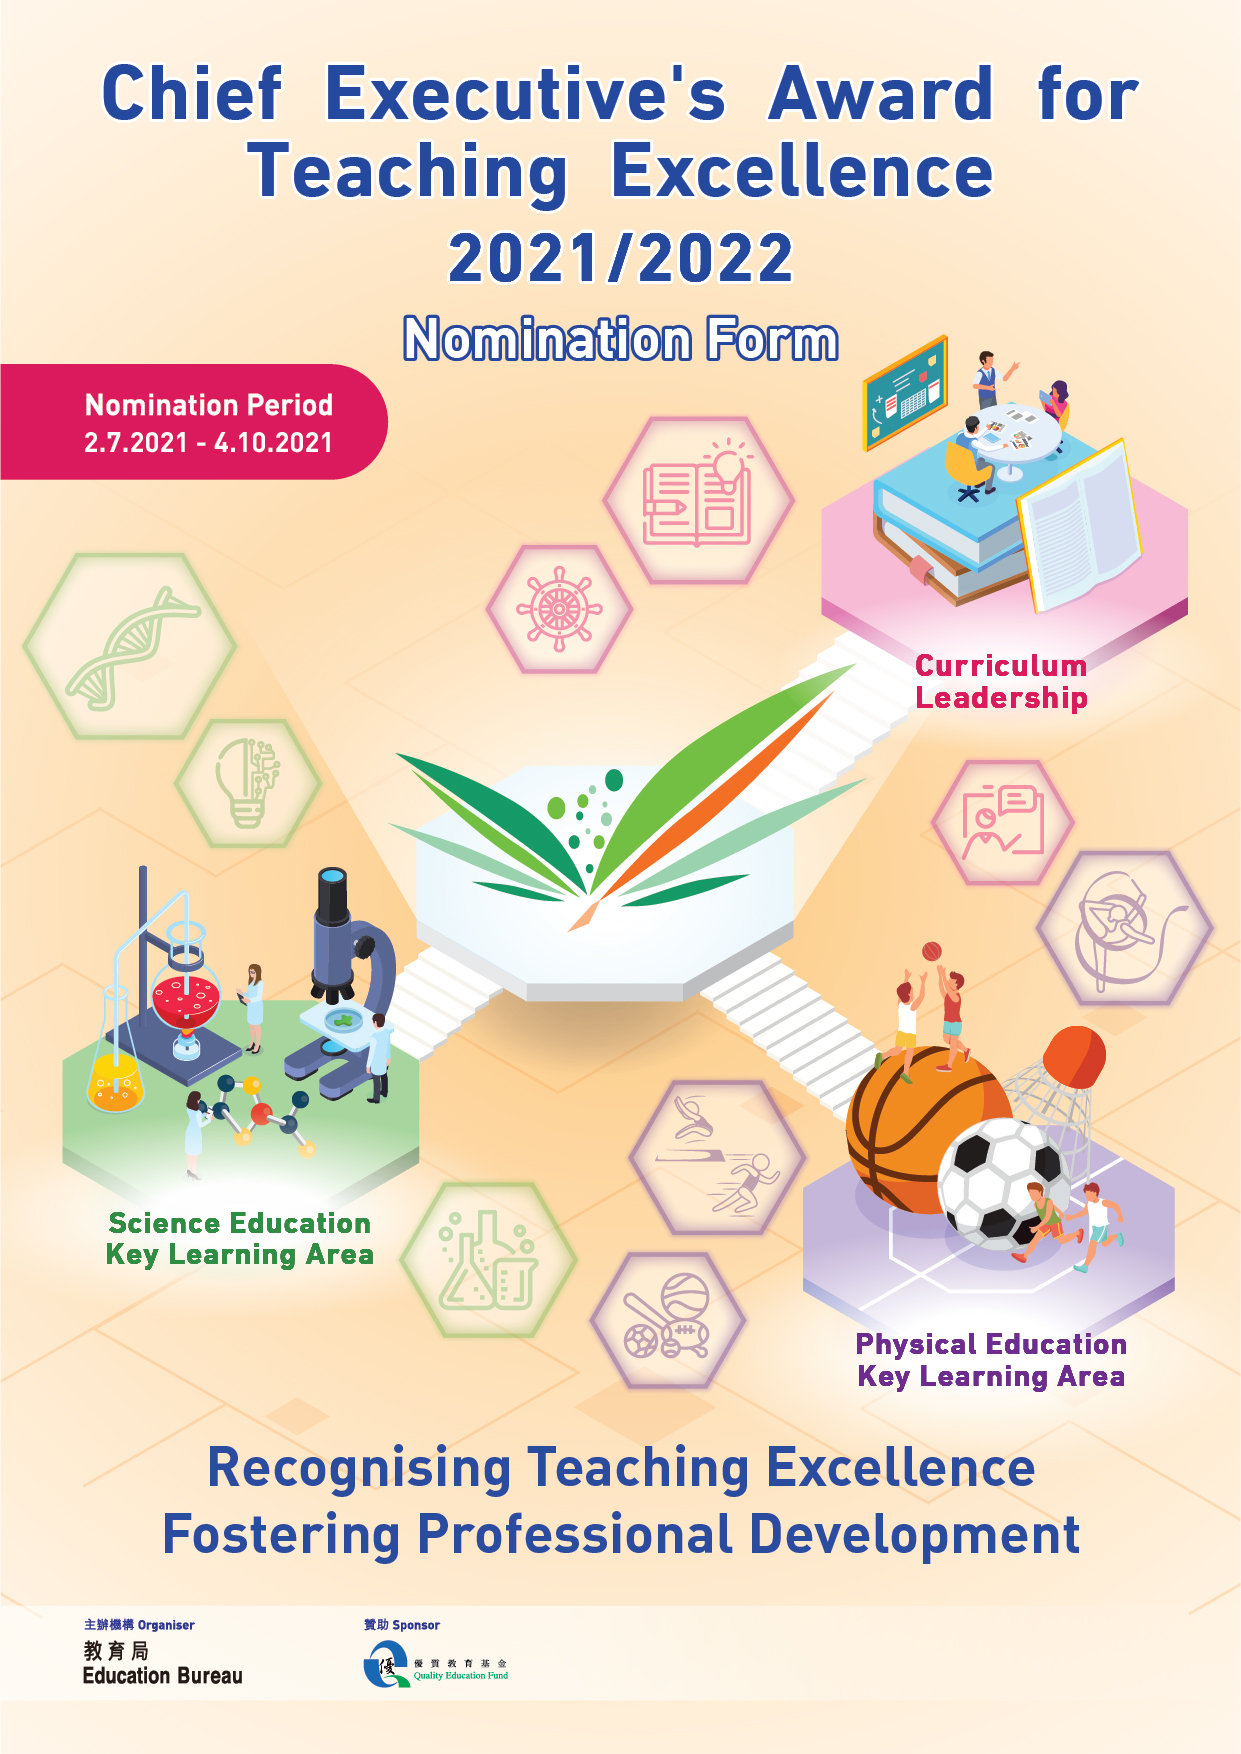 Chief Executive's Award for
Teaching Excellence
2021/2022
Nomination Form
Nomination Period
2.7.2021 - 4.10.2021
Curriculum
Leadership
Science Education
Key Learning Area
Physical Education
Key Learning Area
Recognising Teaching Excellence
Fostering Professional Development
主辦機構 Organiser
教育局
Education Bureau
贊助 Sponsor
優
優質教育基金
Quality Education Fund